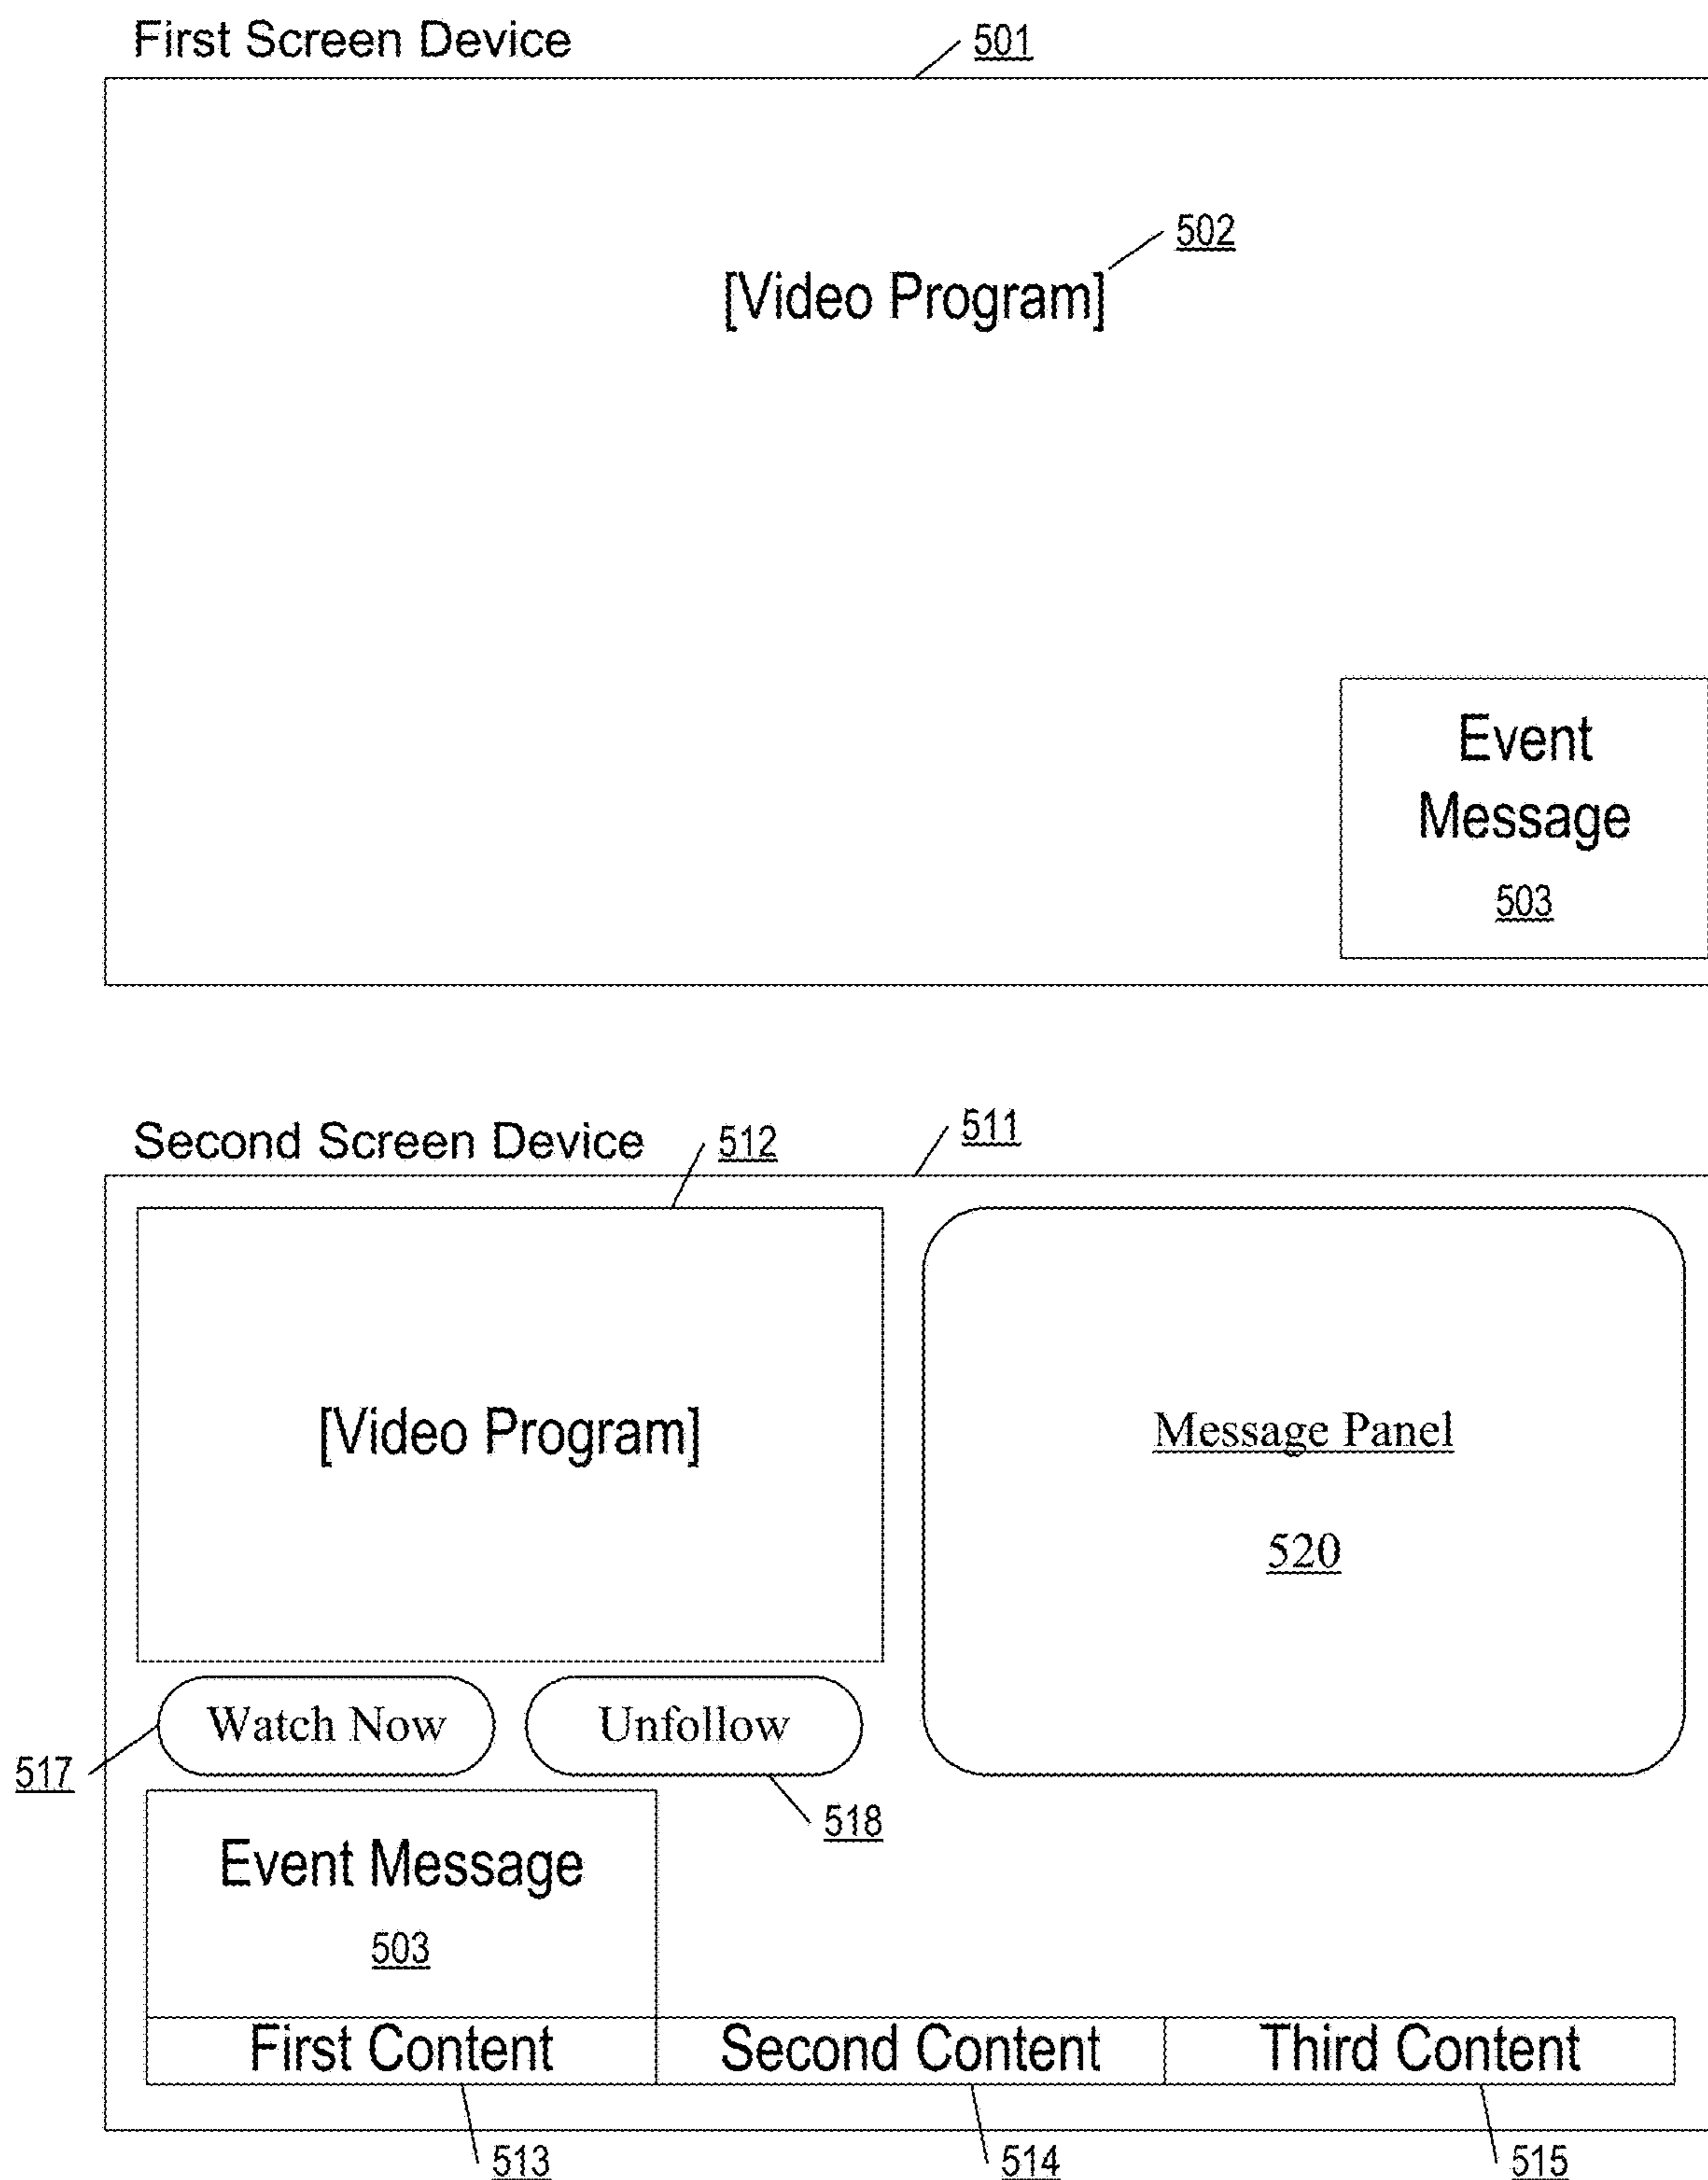 First Screen Device
501
502
[Video Program]
Event
Message
503
Second Screen Device
512
511
[Video Program]
Message Panel
520
Watch Now
Unfollow
517
518
Event Message
503
First Content
Second Content
Third Content
513
514
515